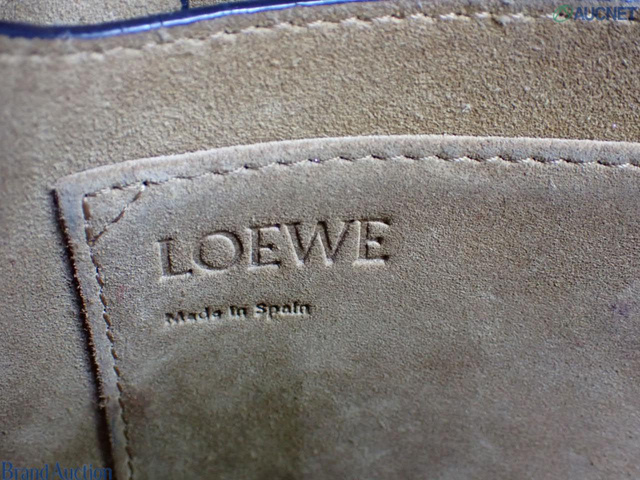 AUCNET
LOEWE
Made in Spain
Brand Auction